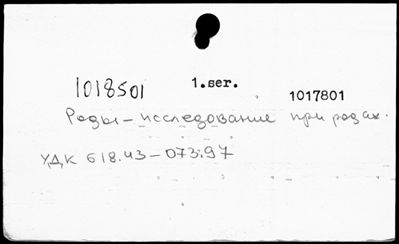 1018501 1.ser. 1017801
Роды – исследование при родах.
УДК 618.43–073.97